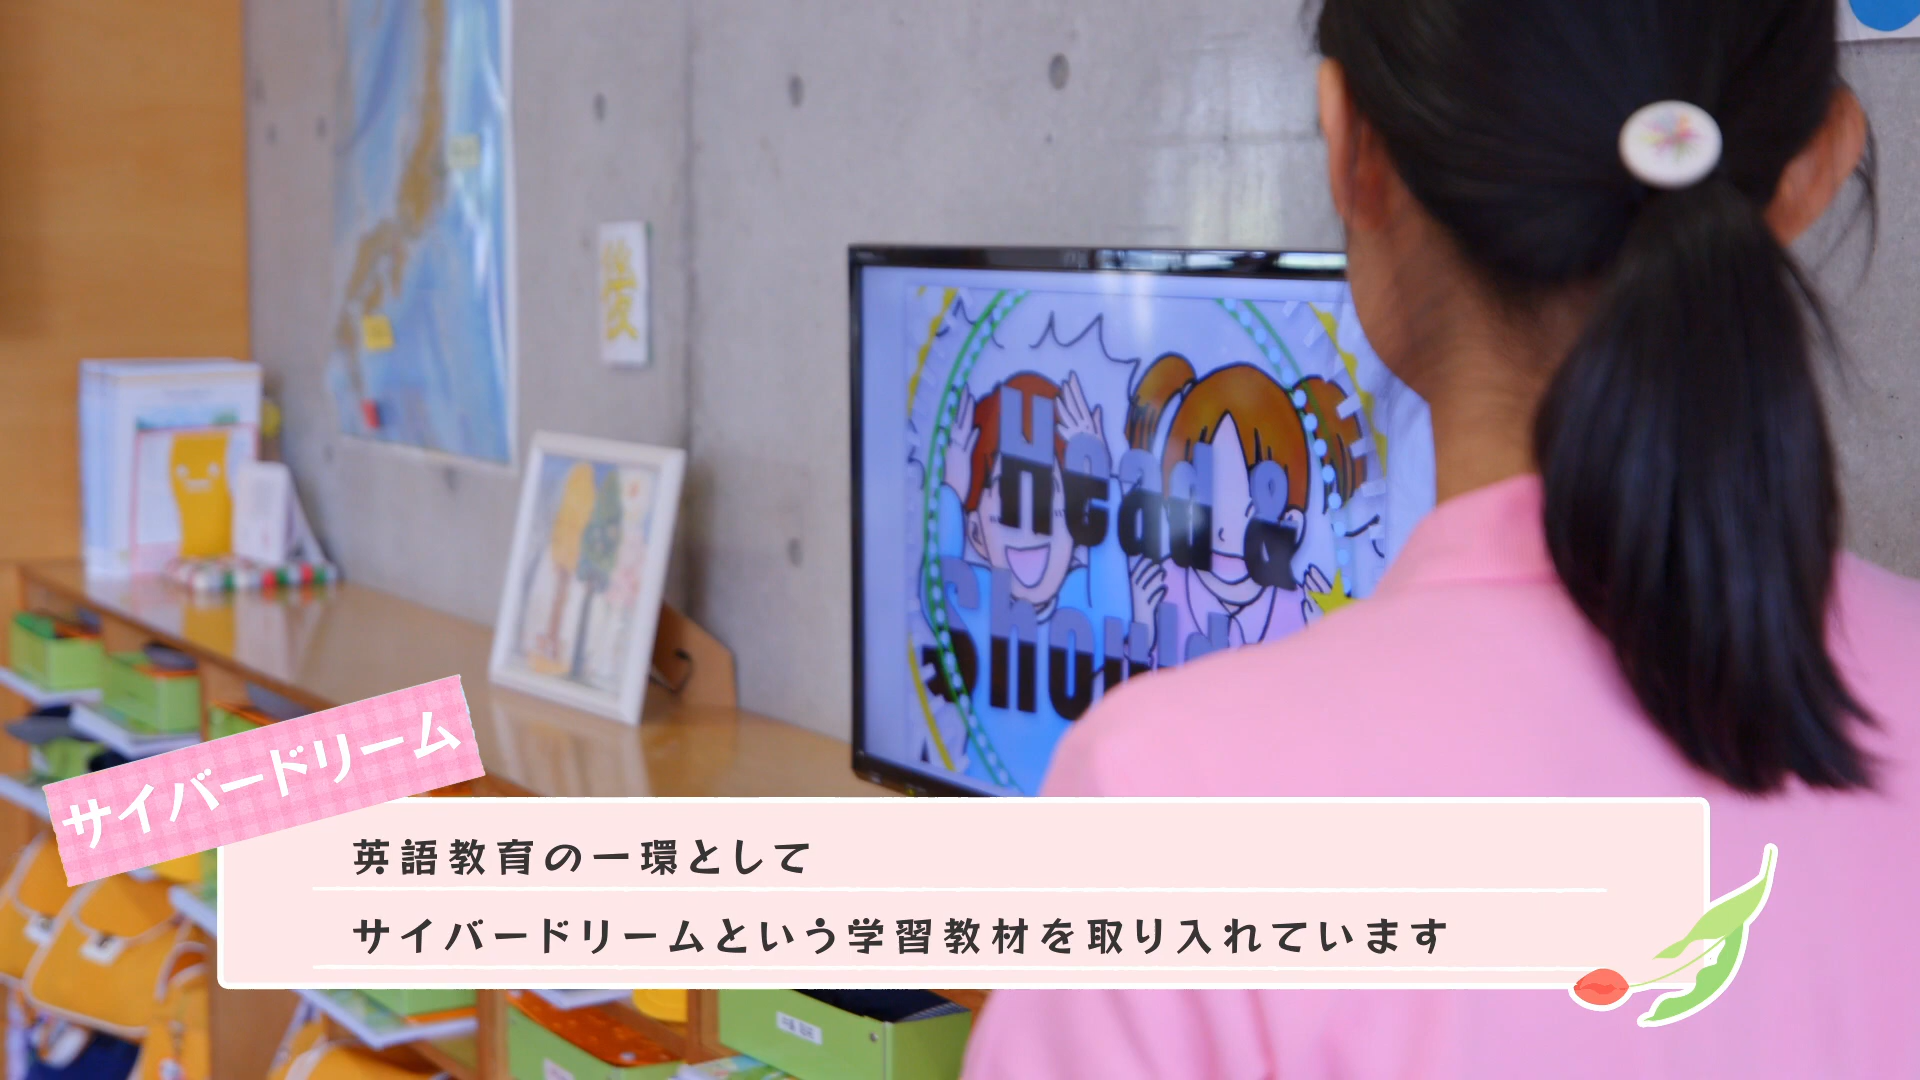 愛
Head &
Should
サイバードリーム
英語教育の一環として
サイバードリームという学習教材を取り入れています